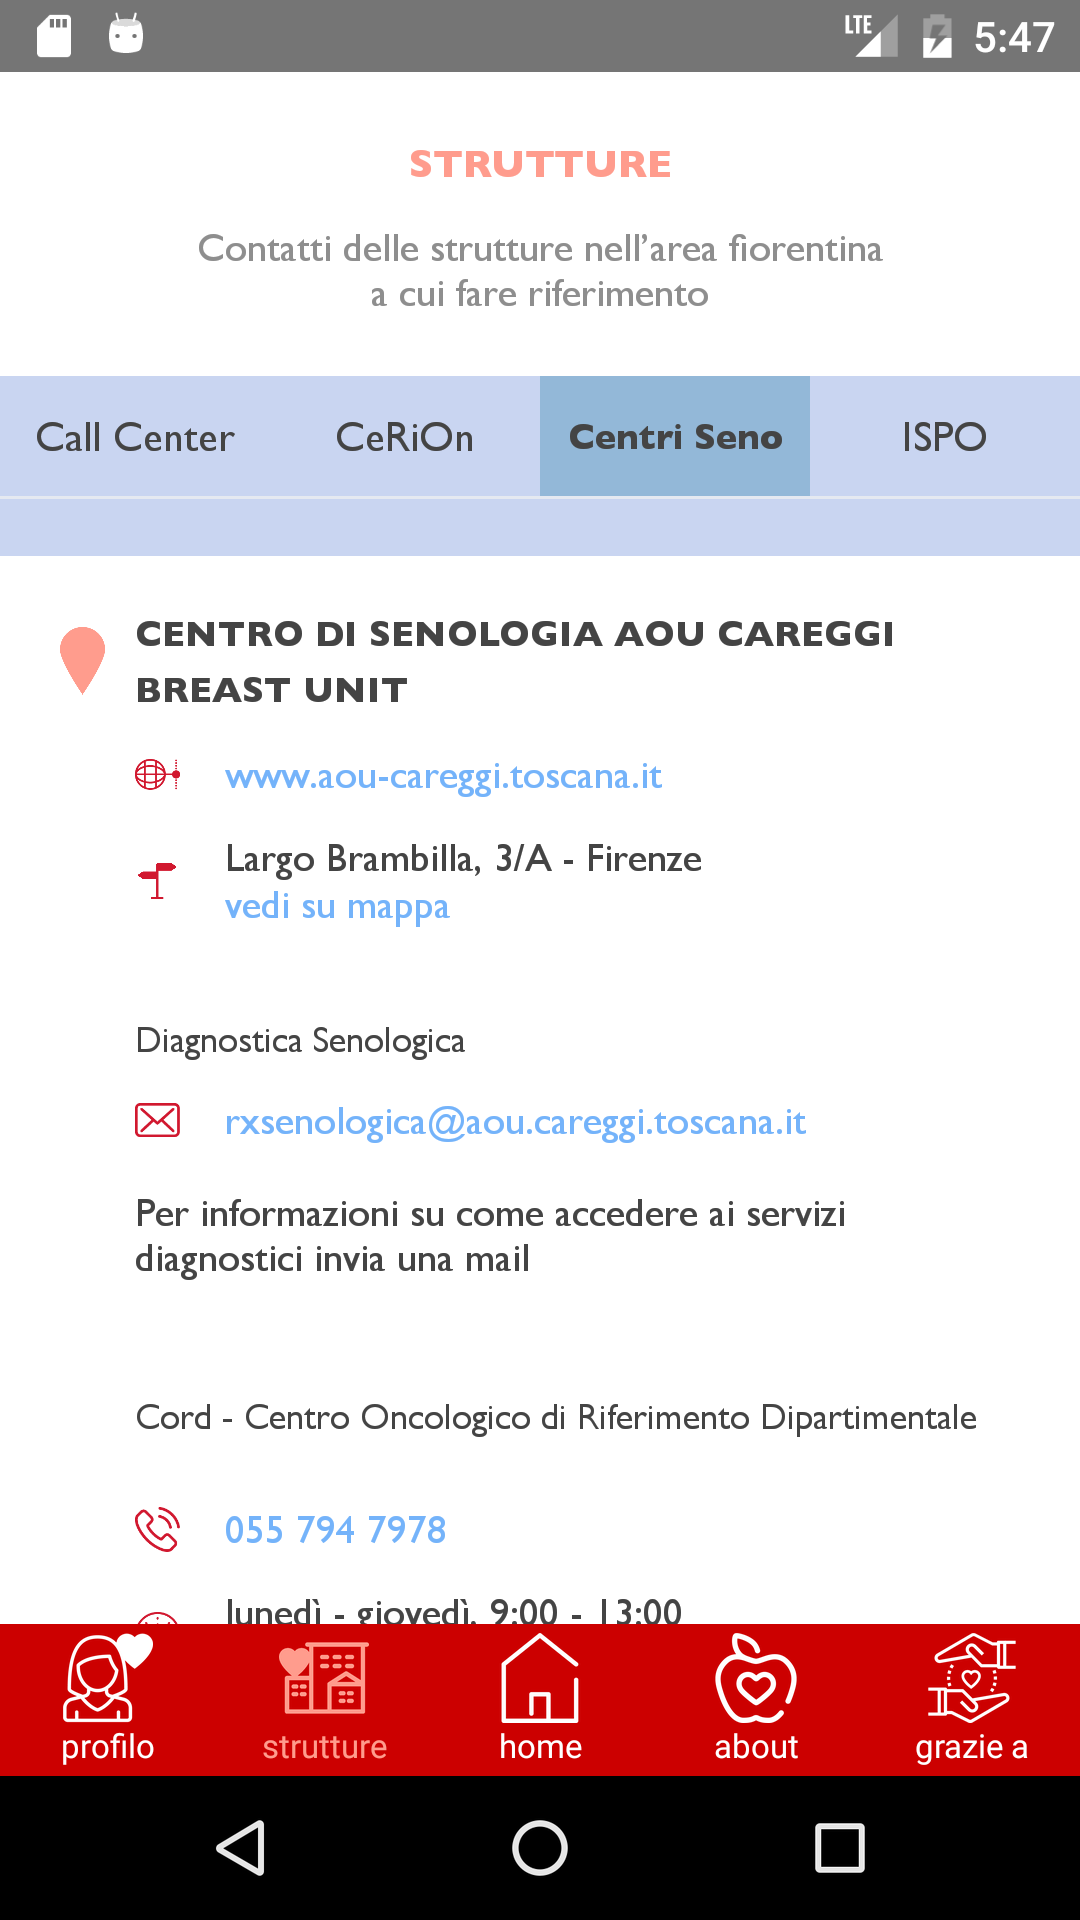 LTE 5:47
STRUTTURE
Contatti delle strutture nell’area fiorentina
a cui fare riferimento
Call Center CeRiOn Centri Seno ISPO
CENTRO DI SENOLOGIA AOU CAREGGI
BREAST UNIT
www.aou-careggi.toscana.it
Largo Brambilla, 3/A - Firenze
vedi su mappa
Diagnostica Senologica
rxsenologica@aou.careggi.toscana.it
Per informazioni su come accedere ai servizi
diagnostici invia una mail
Cord - Centro Oncologico di Riferimento Dipartimentale
055 794 7978
lunedì - giovedì, 9:00 - 13:00
profilo strutture home about grazie a